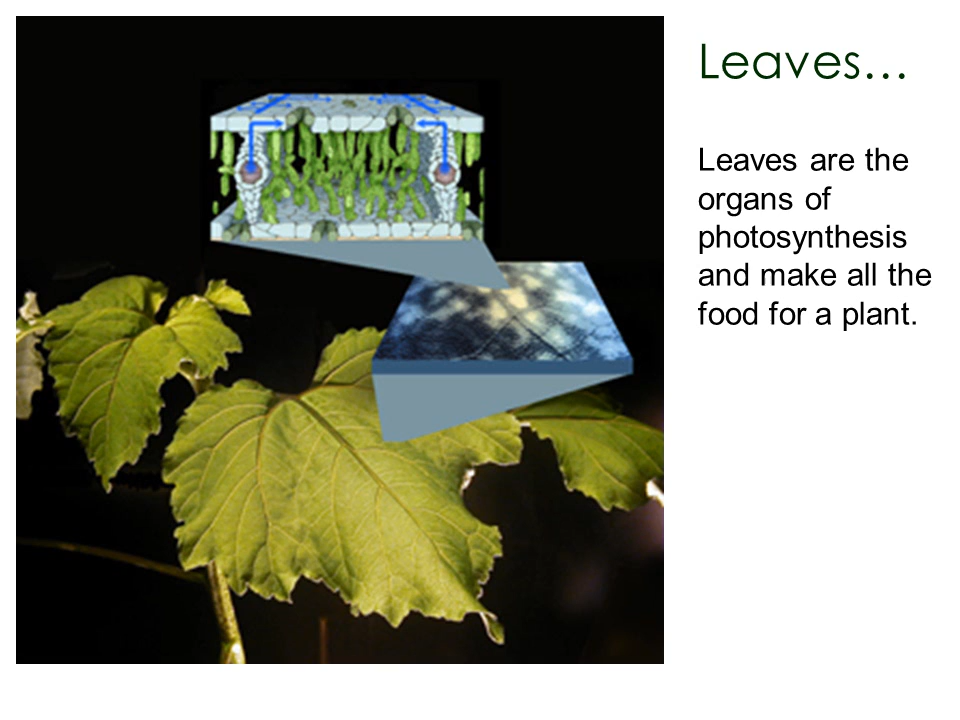 Leaves…
Leaves are the
organs of
photosynthesis
and make all the
food for a plant.